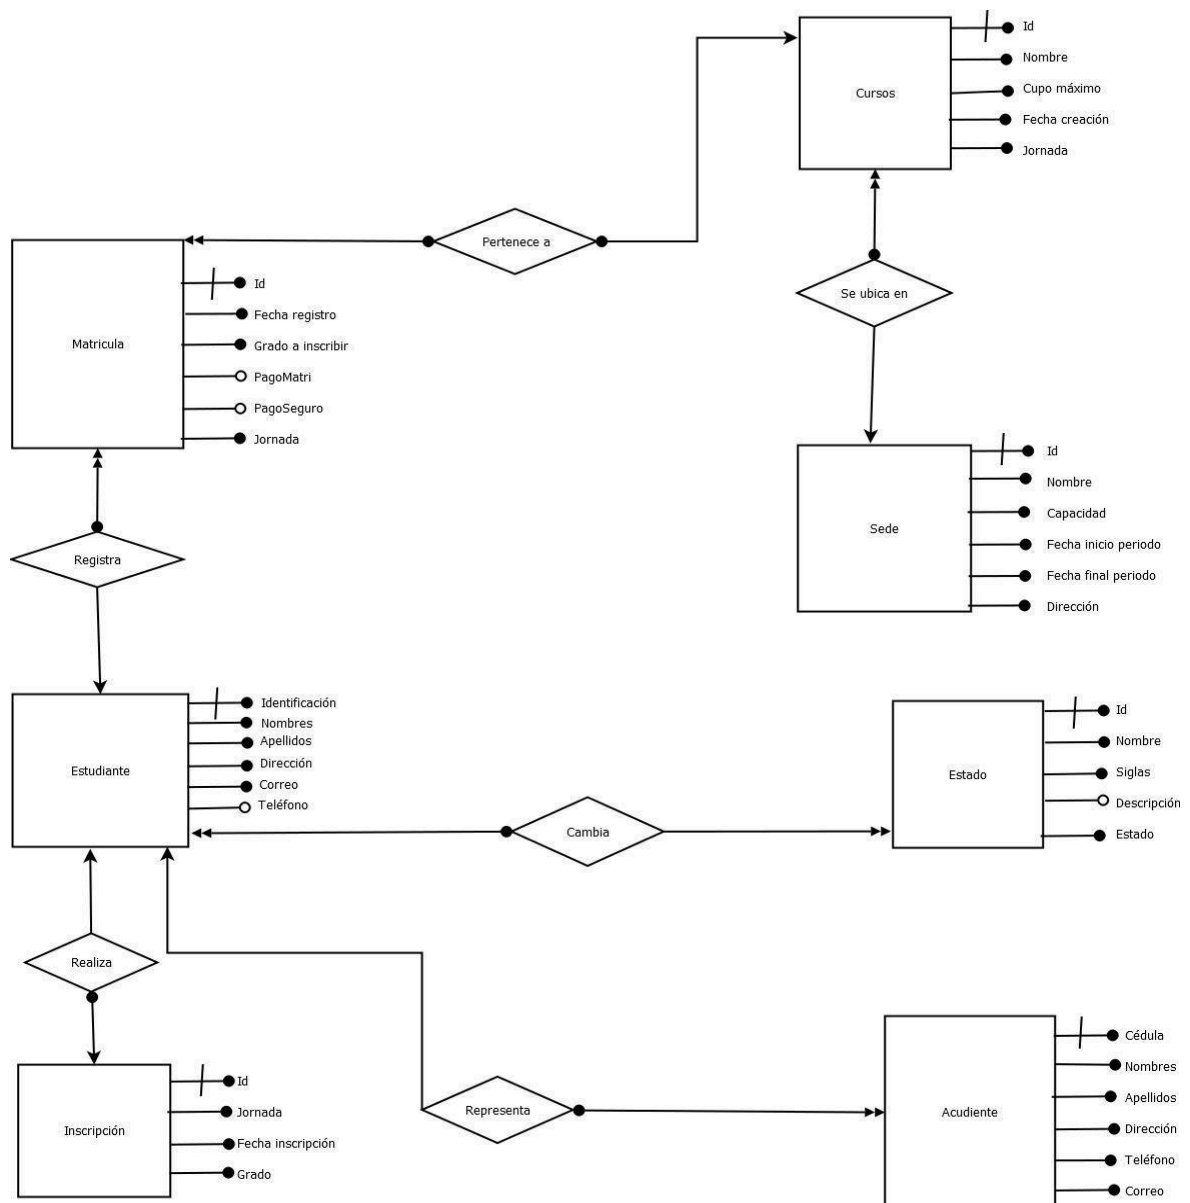 Cursos
Id
Nombre
Cupo máximo
Fecha creación
Jornada
Pertenece a
Se ubica en
Matricula
Id
Fecha registro
Grado a inscribir
PagoMatri
PagoSeguro
Jornada
Sede
Id
Nombre
Capacidad
Fecha inicio periodo
Fecha final periodo
Dirección
Registra
Estudiante
Identificación
Nombres
Apellidos
Dirección
Correo
Teléfono
Cambia
Estado
Id
Nombre
Siglas
Descripción
Estado
Realiza
Inscripción
Id
Jornada
Fecha inscripción
Grado
Representa
Acudiente
Cédula
Nombres
Apellidos
Dirección
Teléfono
Correo